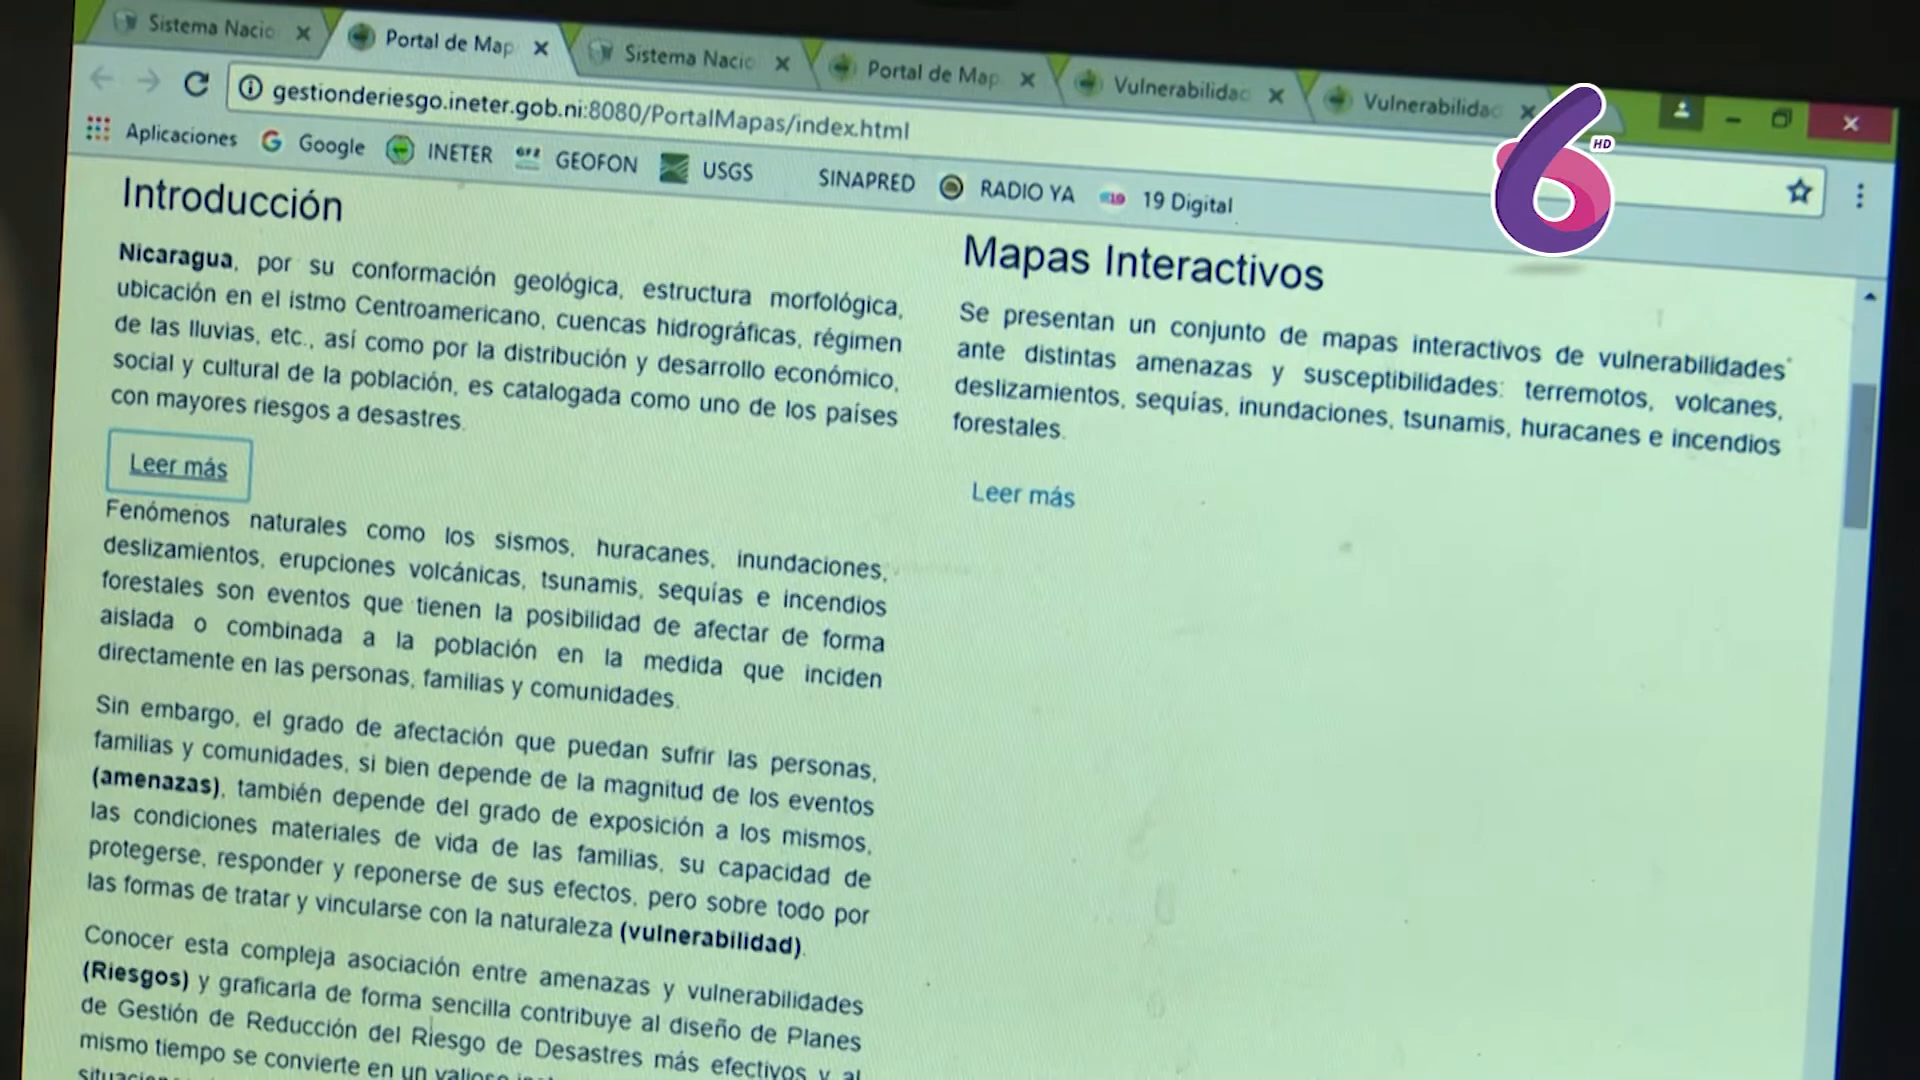 Sistema Nacio
Portal de Map
Sistema Nacio
Portal de Map
Vulnerabilidac
Vulnerabilidac
gestionderiesgo.ineter.gob.ni:8080/PortalMapas/index.html
6
HD
Aplicaciones
Google
INETER
GEOFON
USGS
SINAPRED
RADIO YA
19 Digital
Introducción
Nicaragua, por su conformación geológica, estructura morfológica,
ubicación en el istmo Centroamericano, cuencas hidrográficas, régimen
de las lluvias, etc., así como por la distribución y desarrollo económico,
social y cultural de la población, es catalogada como uno de los países
con mayores riesgos a desastres.
Leer más
Fenómenos naturales como los sismos, huracanes, inundaciones,
deslizamientos, erupciones volcánicas, tsunamis, sequías e incendios
forestales son eventos que tienen la posibilidad de afectar de forma
aislada o combinada a la población en la medida que inciden
directamente en las personas, familias y comunidades.
Sin embargo, el grado de afectación que puedan sufrir las personas,
familias y comunidades, si bien depende de la magnitud de los eventos
(amenazas), también depende del grado de exposición a los mismos,
las condiciones materiales de vida de las familias, su capacidad de
protegerse, responder y reponerse de sus efectos, pero sobre todo por
las formas de tratar y vincularse con la naturaleza (vulnerabilidad).
Conocer esta compleja asociación entre amenazas y vulnerabilidades
(Riesgos) y graficarla de forma sencilla contribuye al diseño de Planes
de Gestión de Reducción del Riesgo de Desastres más efectivos y al
mismo tiempo se convierte en un
Mapas Interactivos
Se presentan un conjunto de mapas interactivos de vulnerabilidades
ante distintas amenazas y susceptibilidades: terremotos, volcanes,
deslizamientos, sequías, inundaciones, tsunamis, huracanes e incendios
forestales.
Leer más